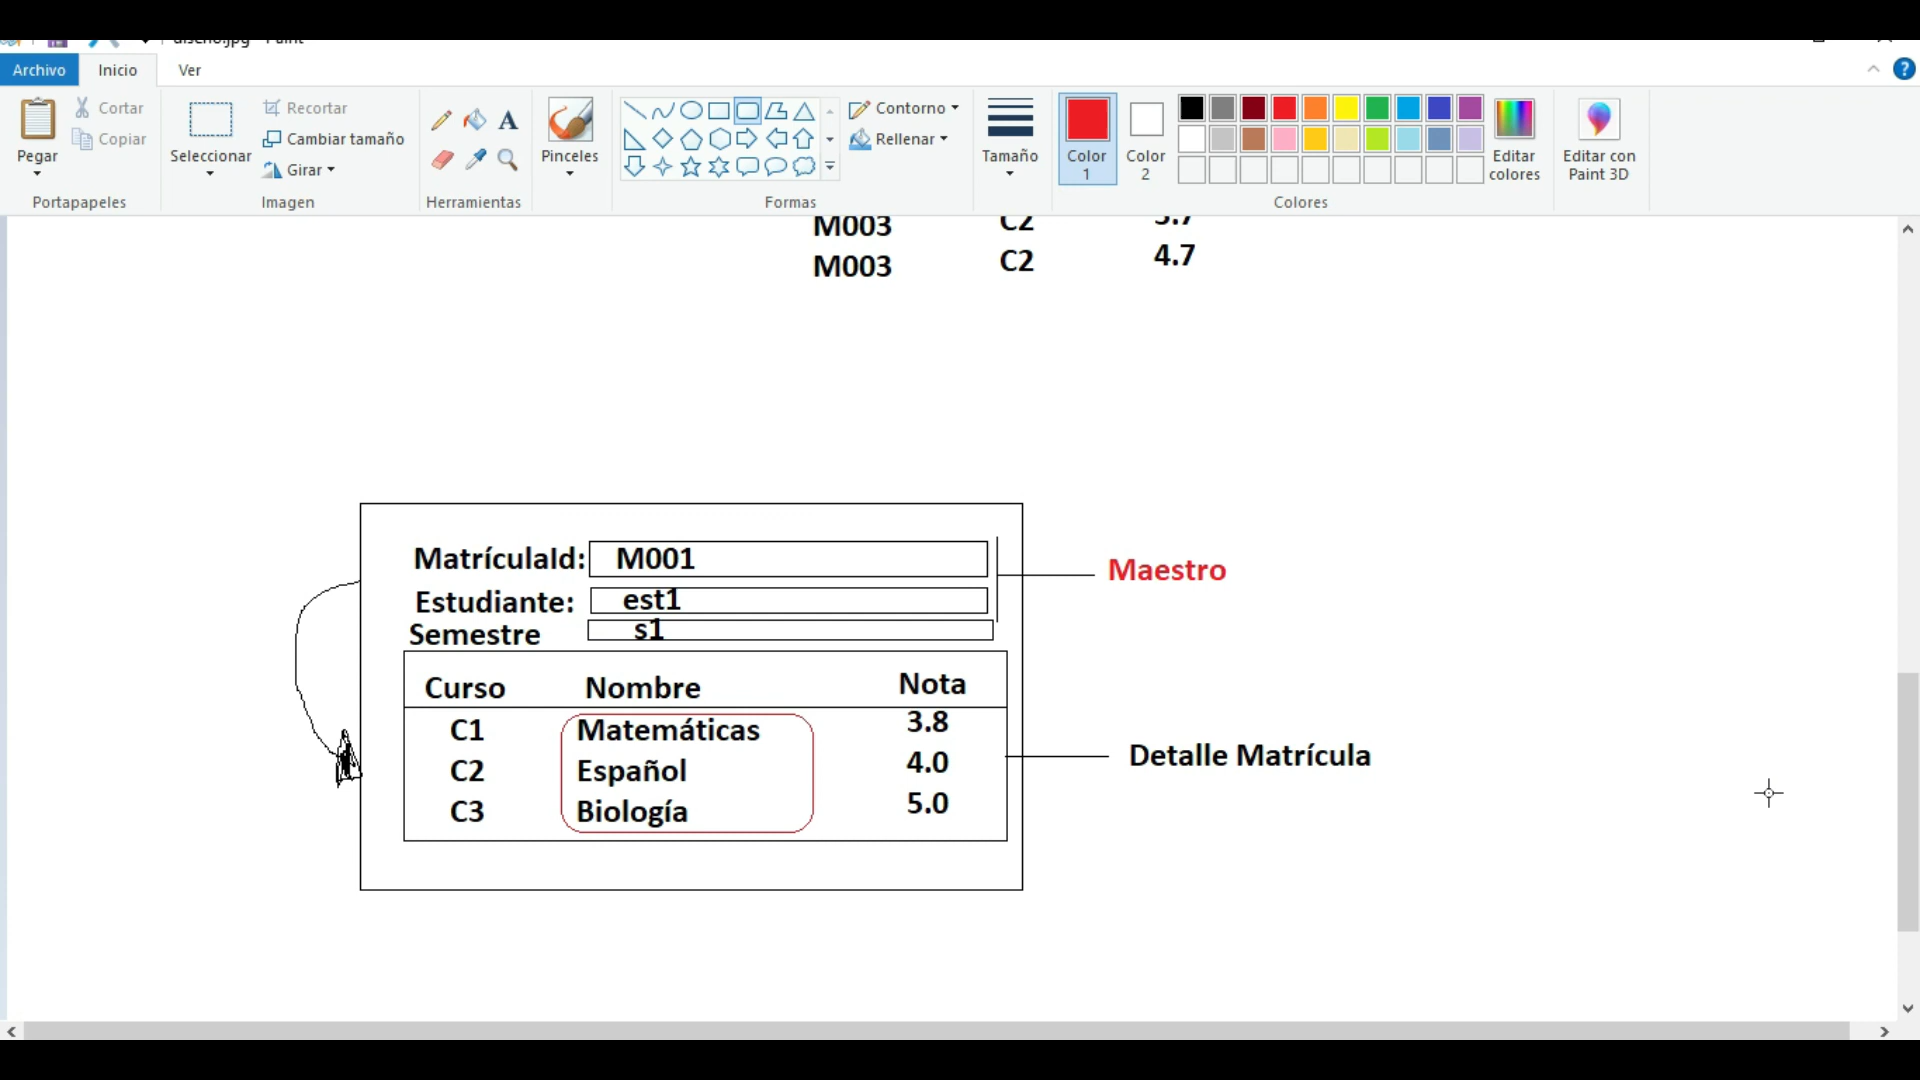 Archivo Inicio Ver
Pegar
Cortar
Copiar
Portapapeles
Seleccionar
Recortar
Cambiar tamaño
Girar
Imagen
A
Herramientas
Pinceles
Formas
Contorno
Rellenar
Tamaño
Color 1
Color 2
Editar colores
Colores
Editar con Paint 3D
?
M003 C2 3.7
M003 C2 4.7
MatrículaId: M001
Estudiante: est1
Semestre s1
Maestro
Curso Nombre Nota
C1 Matemáticas 3.8
C2 Español 4.0
C3 Biología 5.0
Detalle Matrícula